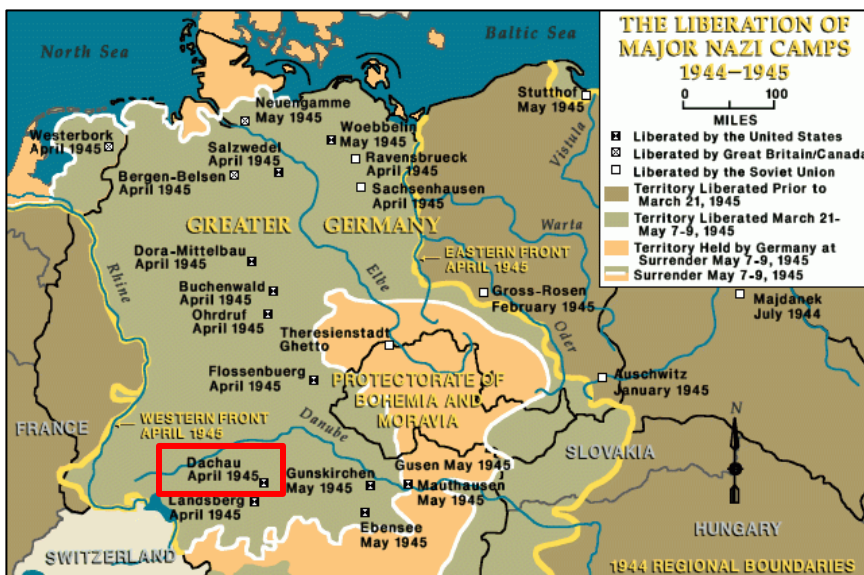 North Sea
Baltic Sea
THE LIBERATION OF
MAJOR NAZI CAMPS
1944–1945
0 100
MILES
Liberated by the United States
Liberated by Great Britain/Canada
Liberated by the Soviet Union
Territory Liberated Prior to
March 21, 1945
Territory Liberated March 21-
May 7-9, 1945
Territory Held by Germany at
Surrender May 7-9, 1945
Surrender May 7-9, 1945
Stutthof
May 1945
Vistula
Neuengamme
May 1945
Westerbork
April 1945
Salzwedel
April 1945
Woebbelin
May 1945
Ravensbrueck
April 1945
Bergen-Belsen
April 1945
Sachsenhausen
April 1945
GREATER GERMANY
Warta
Dora-Mittelbau
April 1945
EASTERN FRONT
APRIL 1945
Rhine
Elbe
Buchenwald
April 1945
Ohrdruf
April 1945
Gross-Rosen
February 1945
Majdanek
July 1944
Theresienstadt
Ghetto
Oder
Flossenbuerg
April 1945
PROTECTORATE OF
BOHEMIA AND
MORAVIA
Auschwitz
January 1945
FRANCE
WESTERN FRONT
APRIL 1945
Danube
SLOVAKIA
N
Dachau
April 1945
Gunskirchen
May 1945
Gusen May 1945
Mauthausen
May 1945
Landsberg
April 1945
Ebensee
May 1945
HUNGARY
SWITZERLAND
1944 REGIONAL BOUNDARIES